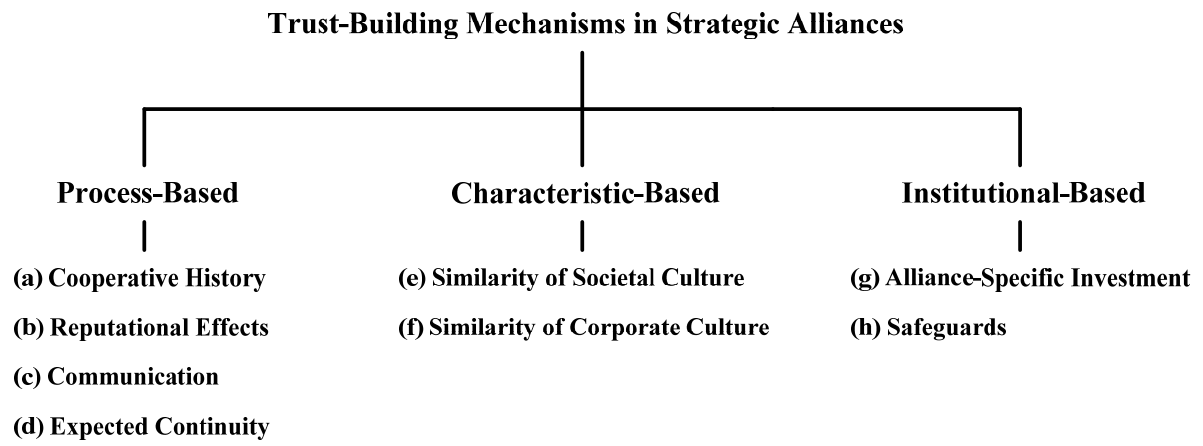 Trust-Building Mechanisms in Strategic Alliances
Process-Based
(a) Cooperative History
(b) Reputational Effects
(c) Communication
(d) Expected Continuity
Characteristic-Based
(e) Similarity of Societal Culture
(f) Similarity of Corporate Culture
Institutional-Based
(g) Alliance-Specific Investment
(h) Safeguards